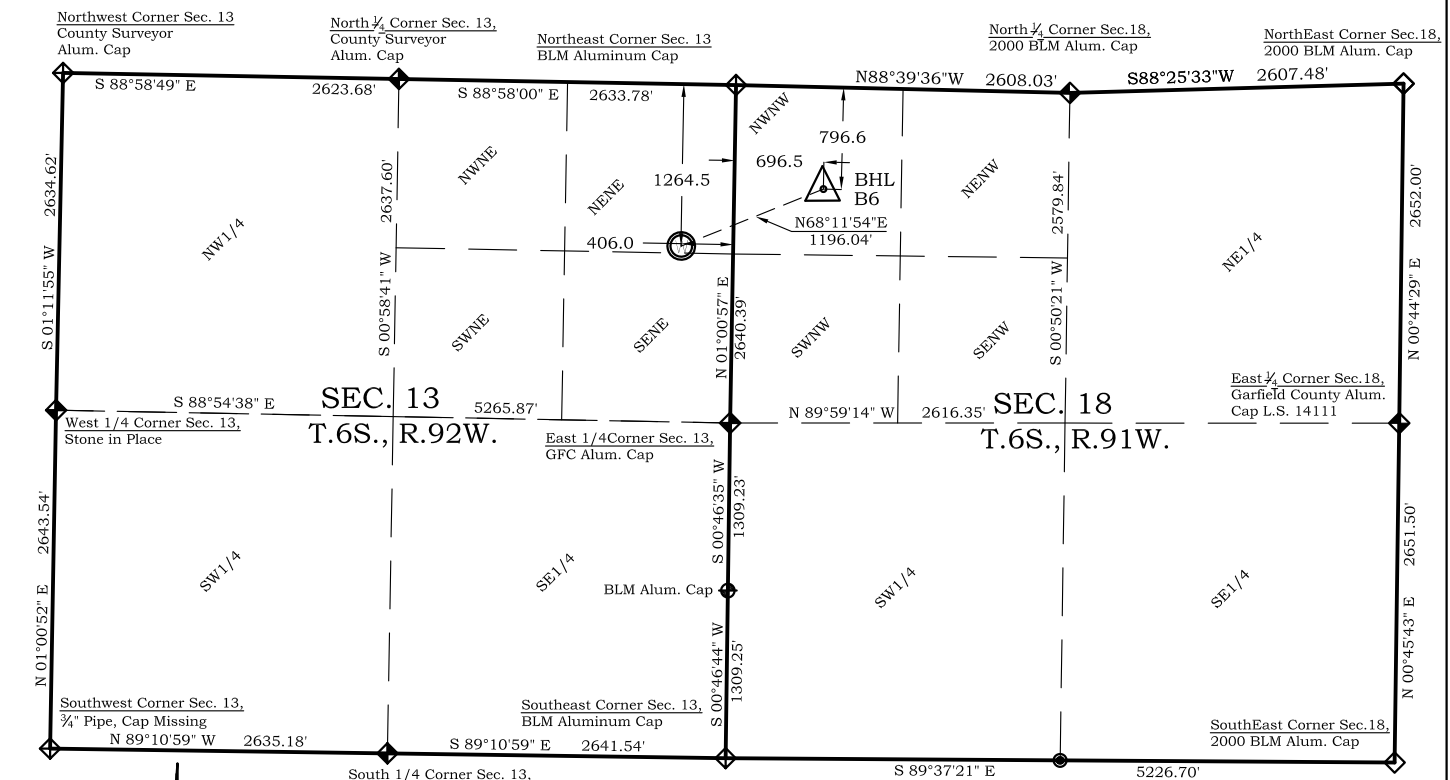 Northwest Corner Sec. 13
County Surveyor
Alum. Cap
North ¼ Corner Sec. 13,
County Surveyor
Alum. Cap
Northeast Corner Sec. 13
BLM Aluminum Cap
North ¼ Corner Sec.18,
2000 BLM Alum. Cap
NorthEast Corner Sec.18,
2000 BLM Alum. Cap
S 88°58'49" E 2623.68'
S 88°58'00" E 2633.78'
N88°39'36"W 2608.03'
S88°25'33"W 2607.48'
S 01°11'55" W 2634.62'
NW1/4
S 00°58'41" W 2637.60'
NWNE
NENE
1264.5
406.0
NWNW
796.6
696.5
BHL
B6
N68°11'54"E
1196.04'
NENW
S 00°50'21" W 2579.84'
NE1/4
N 00°44'29" E 2652.00'
SWNE
SENE
N 01°00'57" E
2640.39'
SWNW
SENW
S 88°54'38" E 5265.87'
SEC. 13
T.6S., R.92W.
N 89°59'14" W 2616.35'
SEC. 18
T.6S., R.91W.
West 1/4 Corner Sec. 13,
Stone in Place
East 1/4Corner Sec. 13,
GFC Alum. Cap
East ¼ Corner Sec.18,
Garfield County Alum.
Cap L.S. 14111
N 01°00'52" E 2643.54'
SW1/4
SE1/4
S 00°46'35" W
1309.23'
BLM Alum. Cap
S 00°46'44" W
1309.25'
SW1/4
SE1/4
N 00°45'43" E 2651.50'
Southwest Corner Sec. 13,
¾" Pipe, Cap Missing
Southeast Corner Sec. 13,
BLM Aluminum Cap
SouthEast Corner Sec.18,
2000 BLM Alum. Cap
N 89°10'59" W 2635.18'
S 89°10'59" E 2641.54'
S 89°37'21" E 5226.70'
South 1/4 Corner Sec. 13,